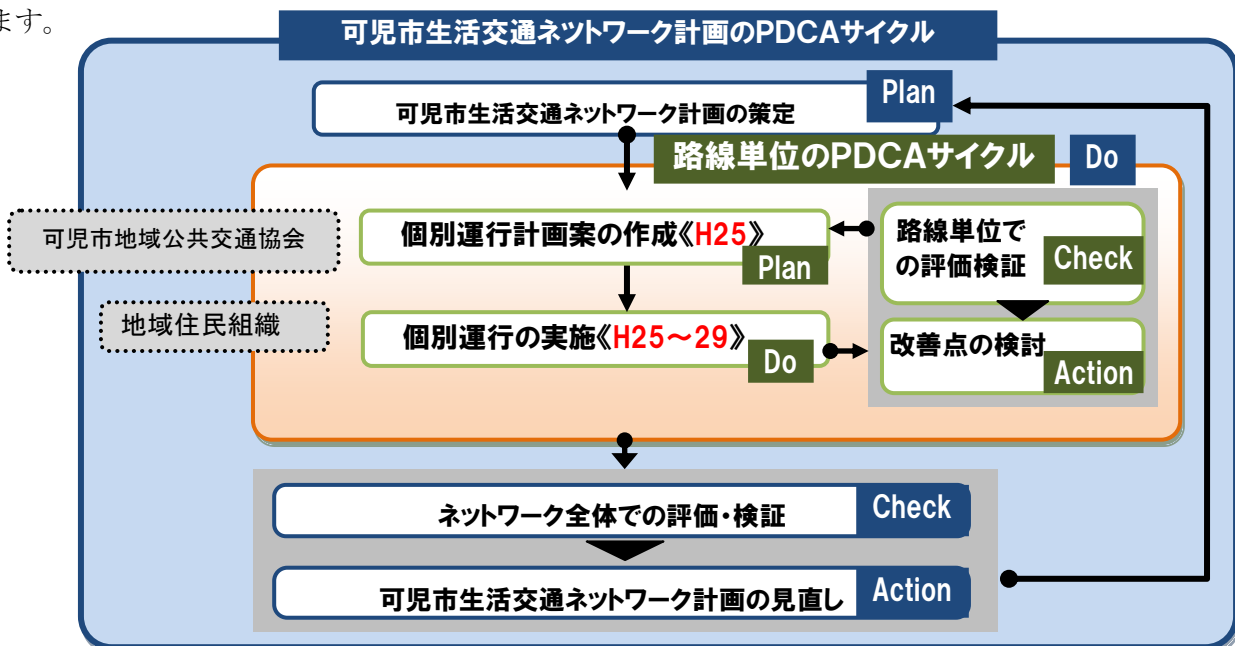 ます。
可児市生活交通ネットワーク計画のPDCAサイクル
可児市生活交通ネットワーク計画の策定
Plan
路線単位のPDCAサイクル
Do
可児市地域公共交通協会
個別運行計画案の作成《H25》
Plan
路線単位で
の評価検証
Check
地域住民組織
個別運行の実施《H25～29》
Do
改善点の検討
Action
ネットワーク全体での評価・検証
Check
可児市生活交通ネットワーク計画の見直し
Action